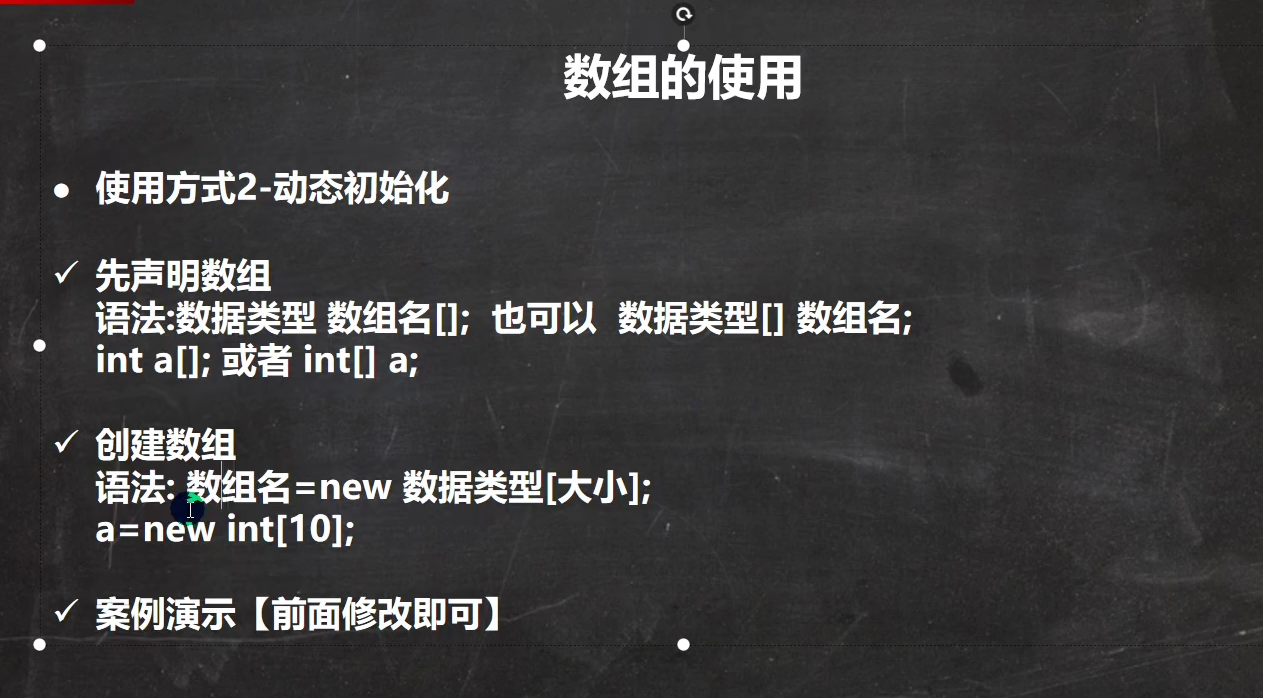 数组的使用
● 使用方式2-动态初始化
✓ 先声明数组
语法:数据类型 数组名[]; 也可以 数据类型[] 数组名;
int a[]; 或者 int[] a;
✓ 创建数组
语法: 数组名=new 数据类型[大小];
a=new int[10];
✓ 案例演示【前面修改即可】